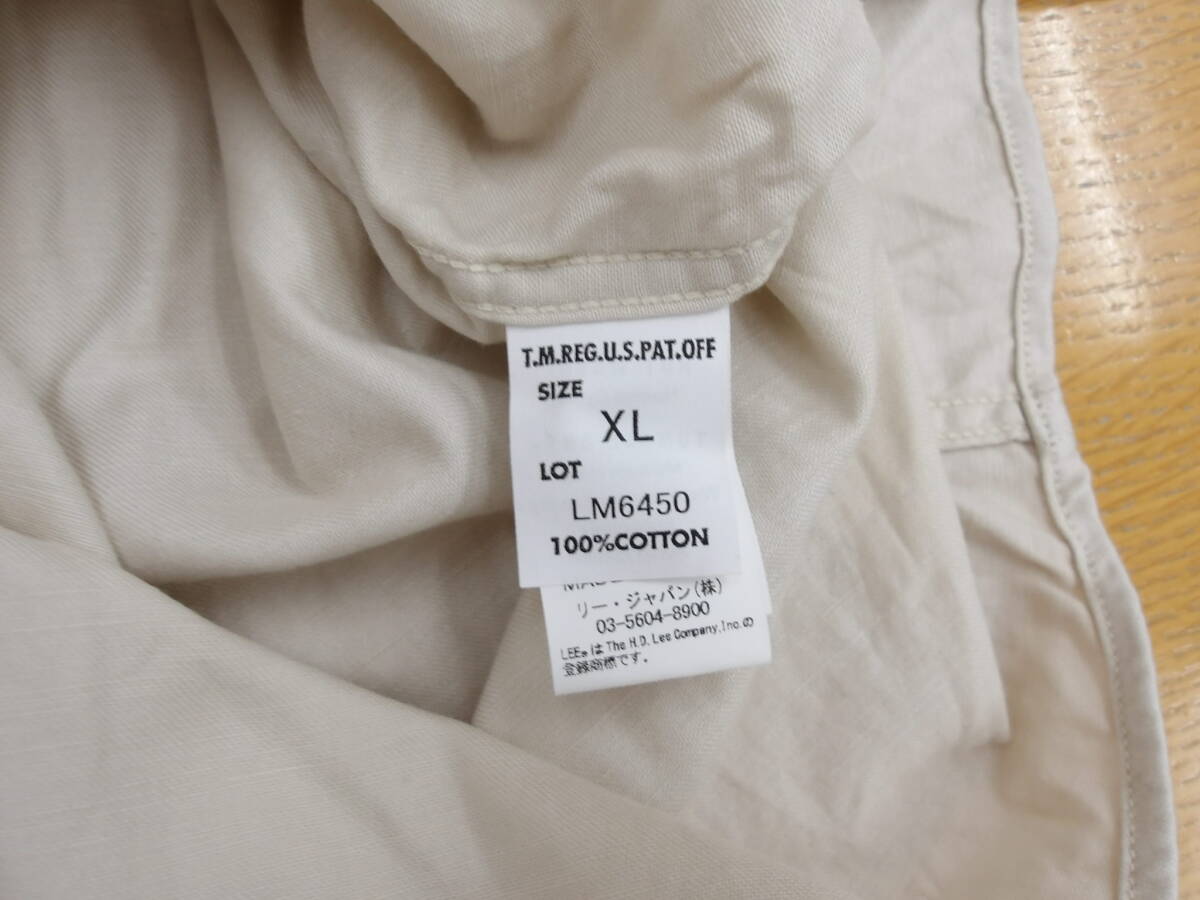 T.M.REG.U.S.PAT.OFF
SIZE
XL
LOT
LM6450
100%COTTON
リー・ジャパン(株)
03-5604-8900
LEE®は The H.D. Lee Company,Inc.の
登録商標です。